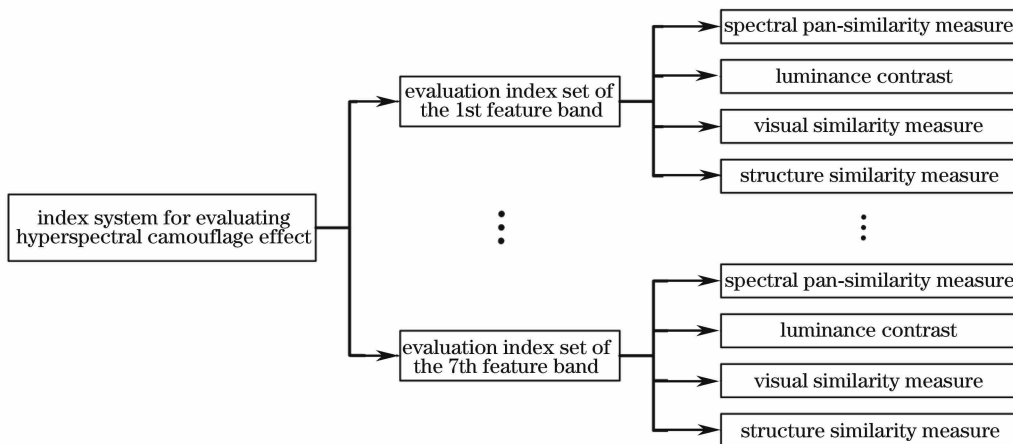 index system for evaluating
hyperspectral camouflage effect
evaluation index set of
the 1st feature band
spectral pan-similarity measure
luminance contrast
visual similarity measure
structure similarity measure
evaluation index set of
the 7th feature band
spectral pan-similarity measure
luminance contrast
visual similarity measure
structure similarity measure